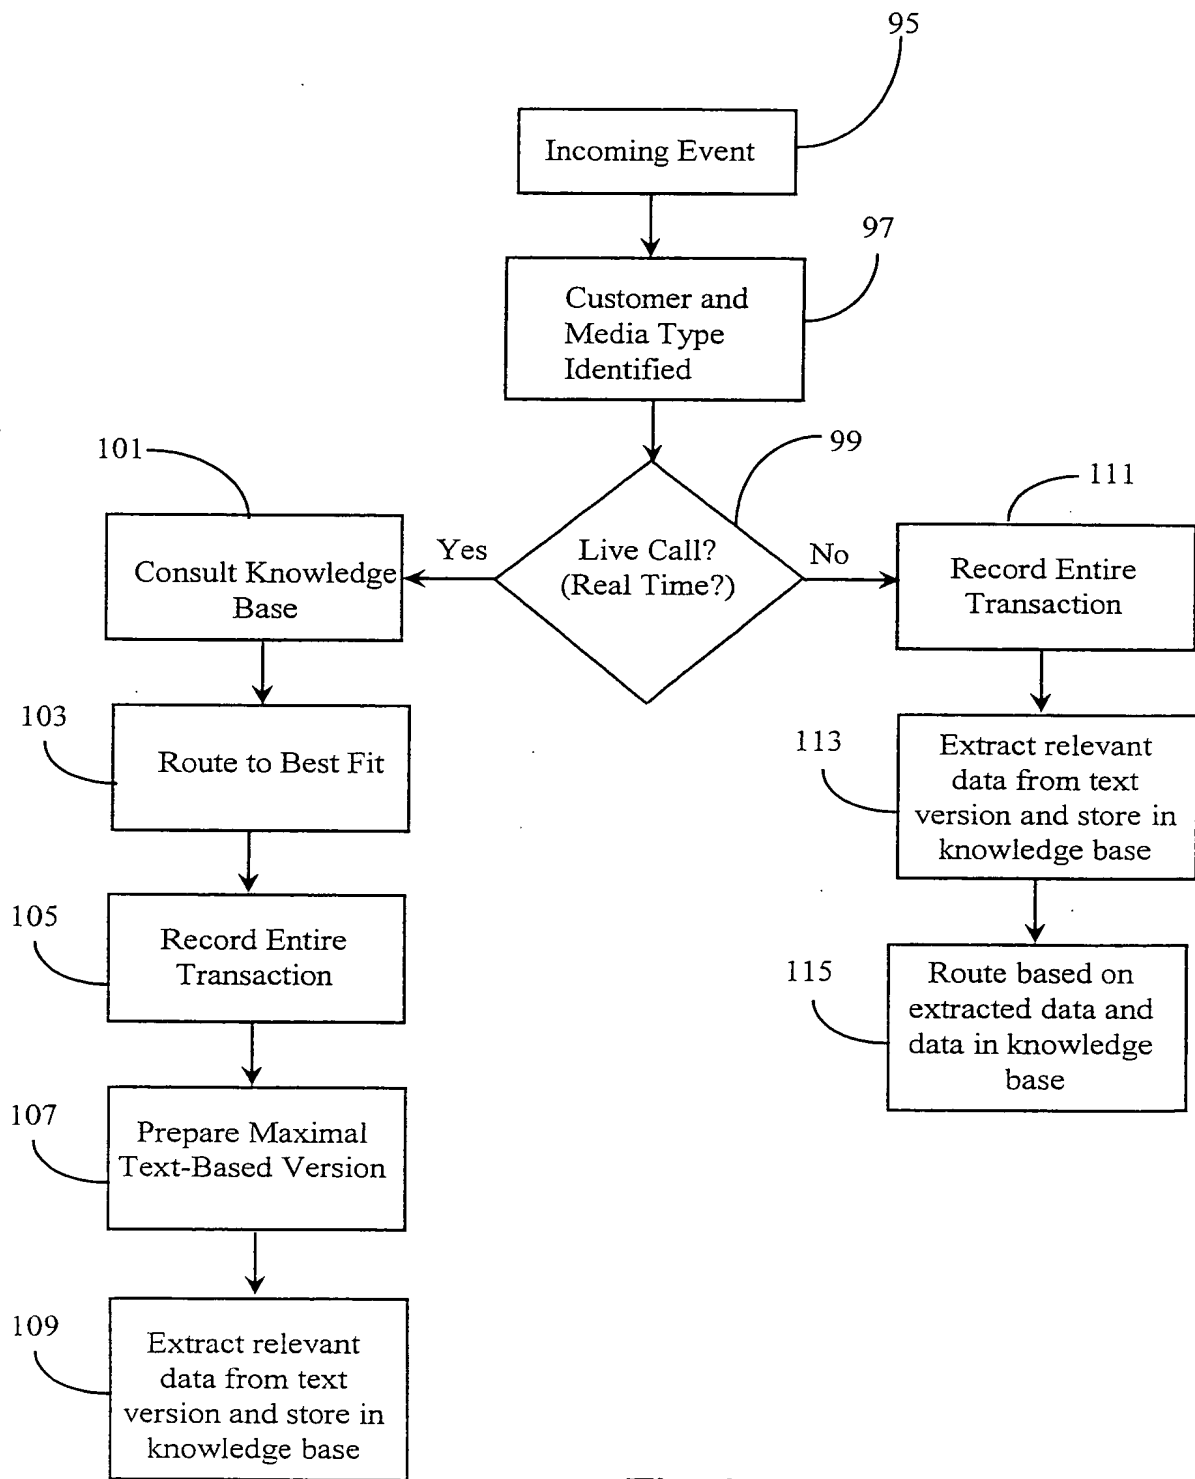 95
Incoming Event
97
Customer and
Media Type
Identified
99
Live Call?
(Real Time?)
Yes
No
101
Consult Knowledge
Base
103
Route to Best Fit
105
Record Entire
Transaction
107
Prepare Maximal
Text-Based Version
109
Extract relevant
data from text
version and store in
knowledge base
111
Record Entire
Transaction
113
Extract relevant
data from text
version and store in
knowledge base
115
Route based on
extracted data and
data in knowledge
base